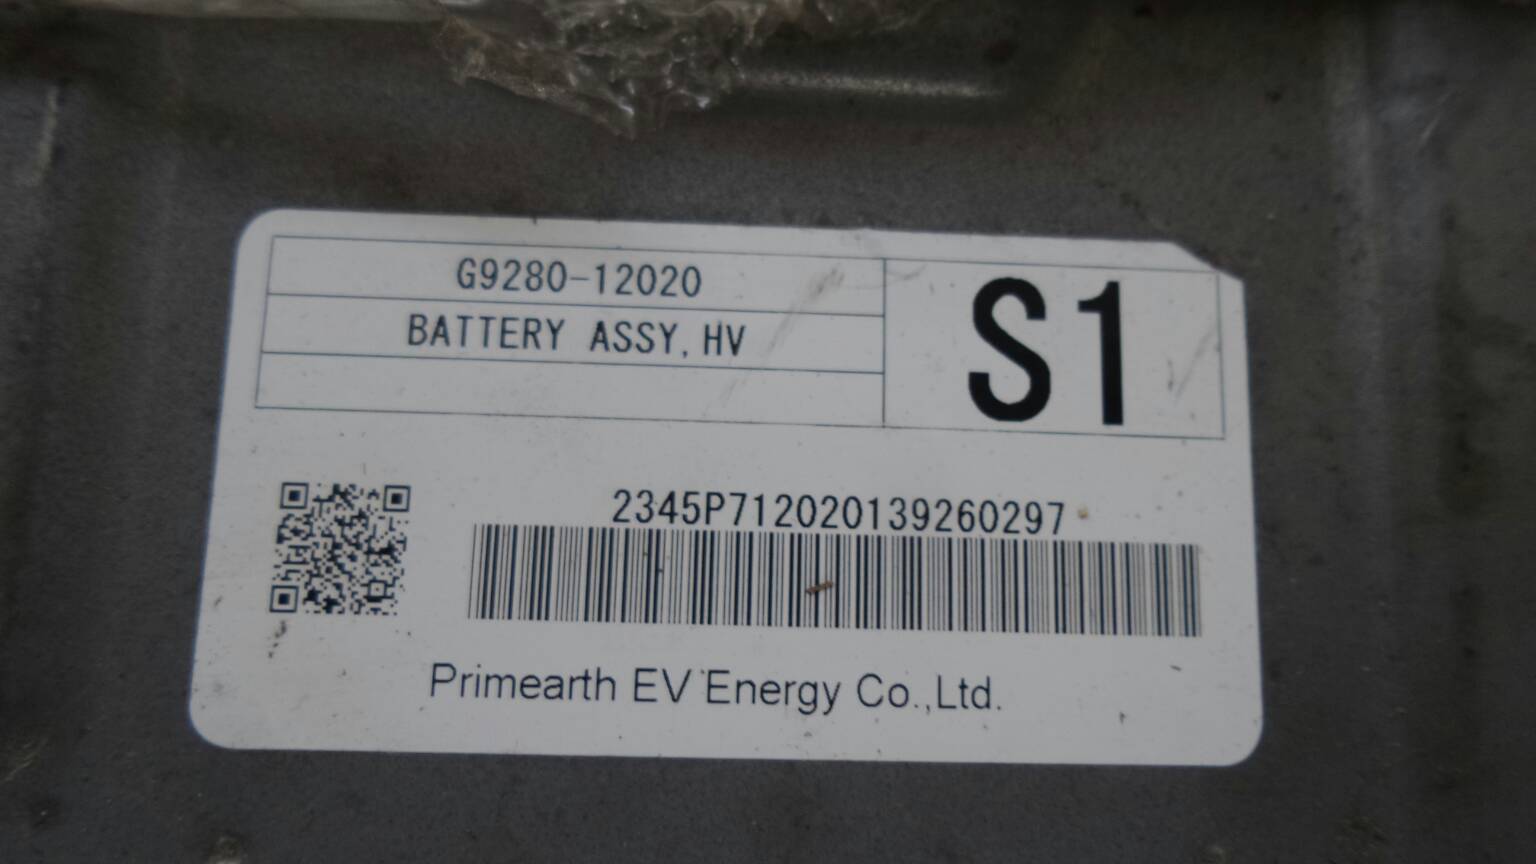 G9280-12020
BATTERY ASSY, HV
S1
2345P712020139260297
Primearth EV Energy Co.,Ltd.